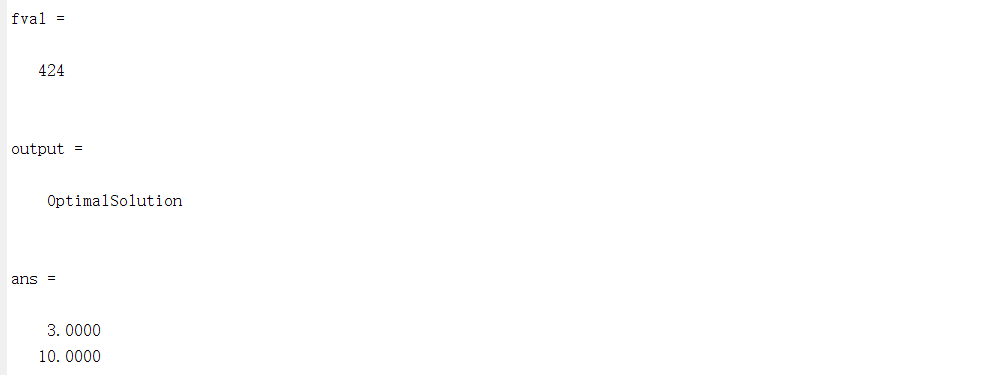 fval =
424
output =
OptimalSolution
ans =
3.0000
10.0000